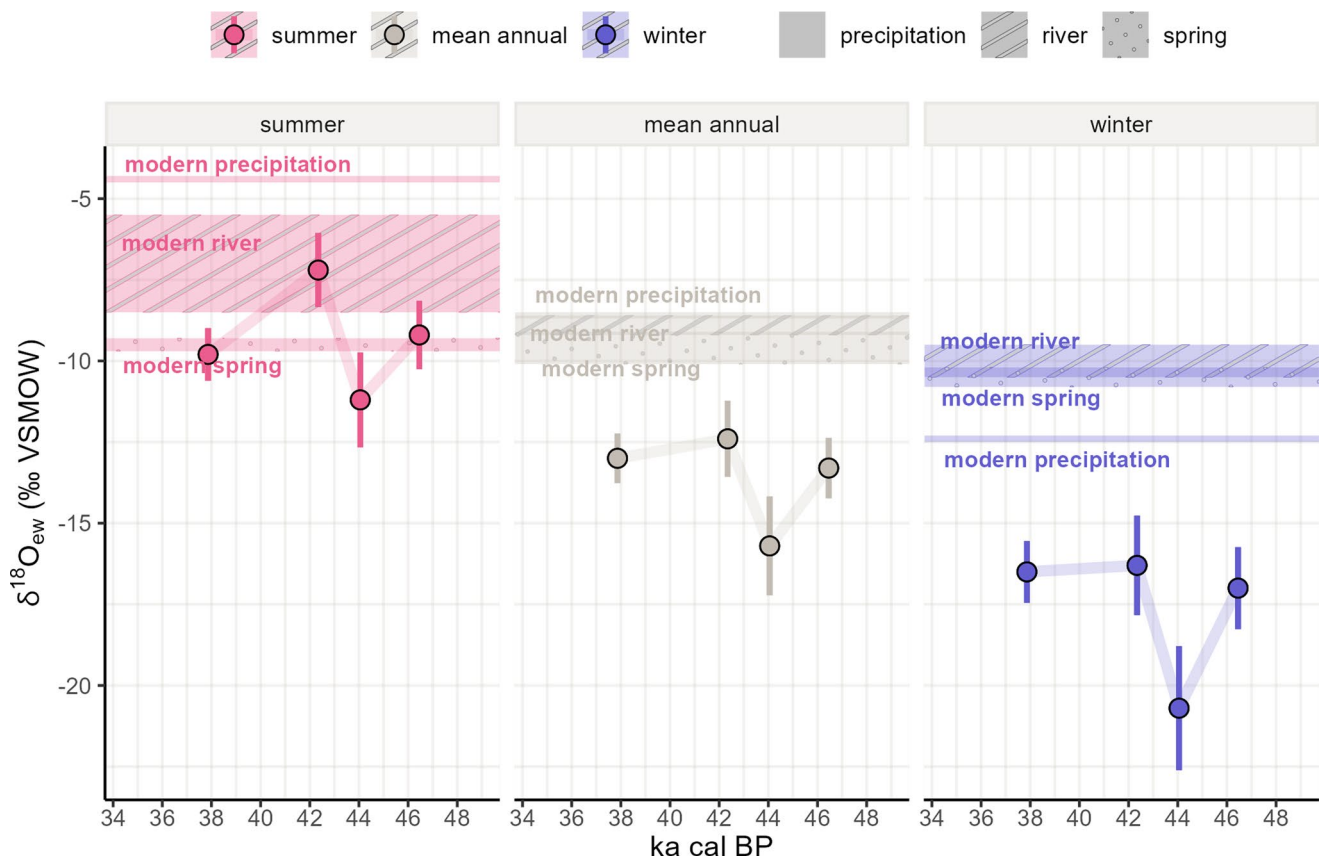 summer mean annual winter precipitation river spring
summer mean annual winter
modern precipitation
-5
modern river
modern precipitation
modern river
modern river
-10
modern spring
modern spring
modern spring
modern precipitation
-15
-20
δ18Oew (‰ VSMOW)
34 36 38 40 42 44 46 48 34 36 38 40 42 44 46 48 34 36 38 40 42 44 46 48
ka cal BP